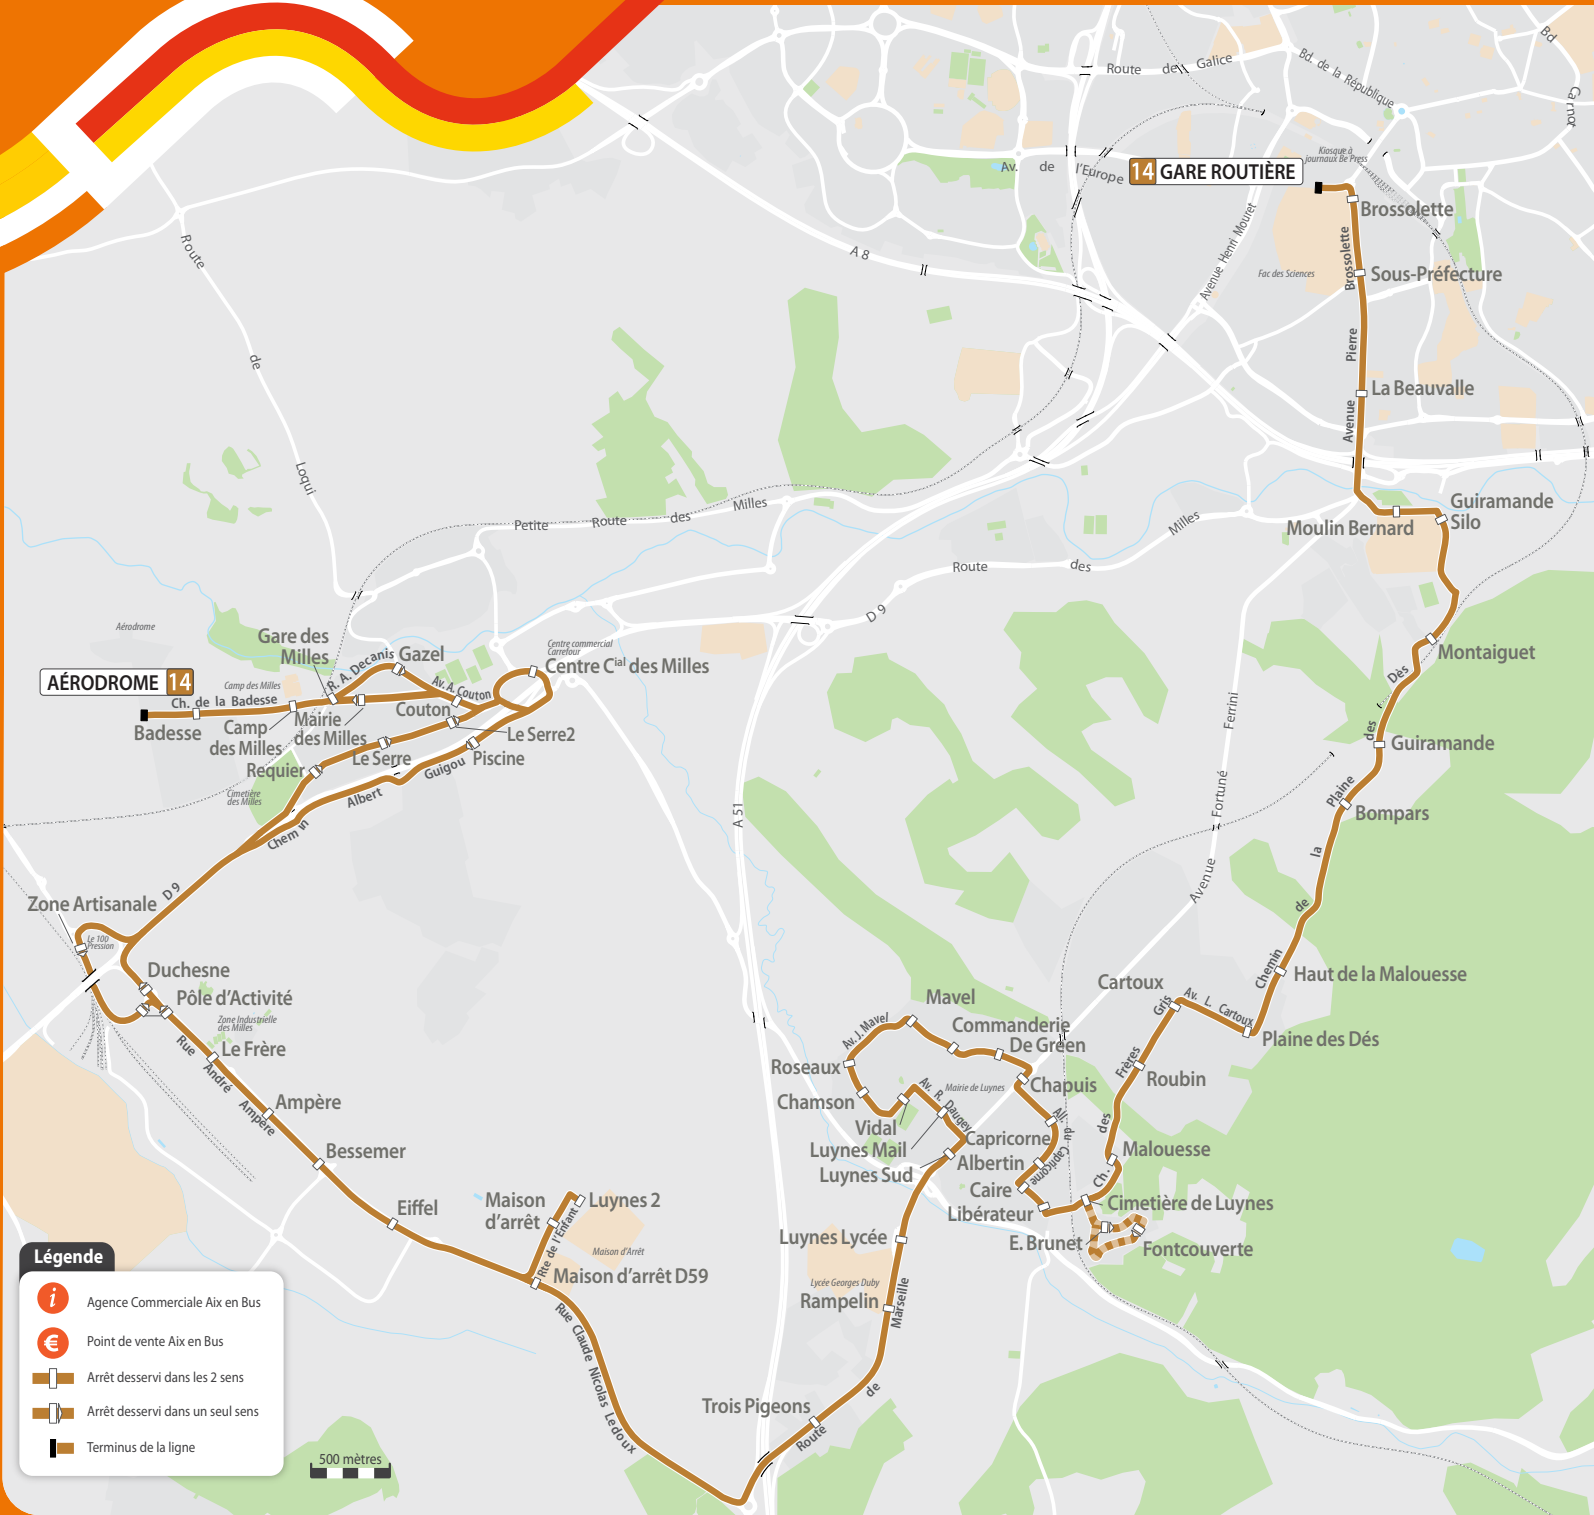 Route de Galice
Bd. de la République
Bd
Carnot
Kiosque à
journaux Be Press
Av. de l'Europe
14 GARE ROUTIÈRE
Brossolette
Avenue Henri Mouret
A 8
Fac des Sciences
Sous-Préfecture
Avenue Pierre Brossolette
La Beauvalle
Route de Loqui
Petite Route des Milles
Guiramande
Silo
Moulin Bernard
Route des Milles
D 9
Aérodrome
Gare des
Milles
R. A. Decanis
Gazel
Centre commercial
Carrefour
Centre Cial des Milles
AÉRODROME 14
Camp des Milles
Ch. de la Badesse
Av. A. Couton
Couton
Badesse
Camp
des Milles
Mairie
des Milles
Le Serre2
Le Serre
Piscine
Requier
Cimetière
des Milles
Chemin Albert Guigou
Montaiguet
Guiramande
Bompars
Chemin de la Plaine des Dès
Avenue Fortuné Ferrini
A 51
D 9
Zone Artisanale
Le 100
Pression
Duchesne
Pôle d'Activité
Zone Industrielle
des Milles
Le Frère
Rue André Ampère
Ampère
Bessemer
Eiffel
Haut de la Malouesse
Cartoux
Av. L. Cartoux
Plaine des Dés
Mavel
Av. J. Mavel
Commanderie
De Green
Roseaux
Chapuis
Chamson
Av. R. Daugey
Mairie de Luynes
Vidal
Luynes Mail
Luynes Sud
All. du Capricorne
Capricorne
Albertin
Caire
Libérateur
Roubin
Ch. des Frères Gris
Malouesse
Cimetière de Luynes
E. Brunet
Fontcouverte
Maison
d'arrêt
Luynes 2
Rte de l'Enfant
Maison d'Arrêt
Maison d'arrêt D59
Luynes Lycée
Lycée Georges Duby
Rampelin
Rue Claude Nicolas Ledoux
Trois Pigeons
Route de Marseille
Légende
i Agence Commerciale Aix en Bus
€ Point de vente Aix en Bus
Arrêt desservi dans les 2 sens
Arrêt desservi dans un seul sens
Terminus de la ligne
500 mètres